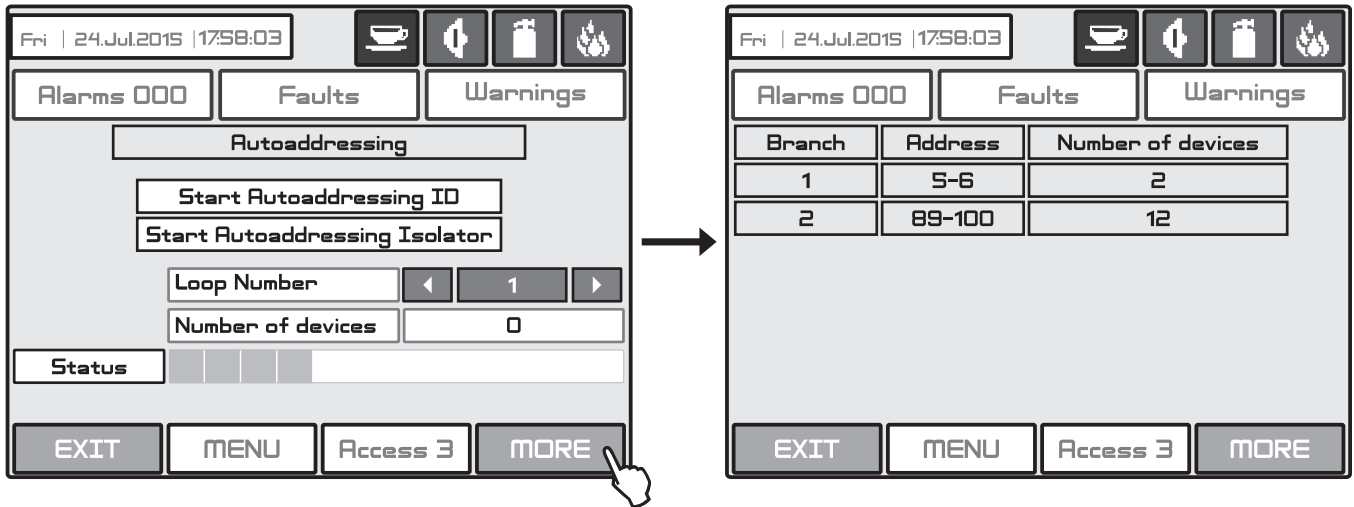 Fri | 24.Jul.2015 | 17:58:03
Alarms 000 Faults Warnings
Autoaddressing
Start Autoaddressing ID
Start Autoaddressing Isolator
Loop Number 1
Number of devices 0
Status
EXIT MENU Access 3 MORE
Fri | 24.Jul.2015 | 17:58:03
Alarms 000 Faults Warnings
Branch Address Number of devices
1 5-6 2
2 89-100 12
EXIT MENU Access 3 MORE